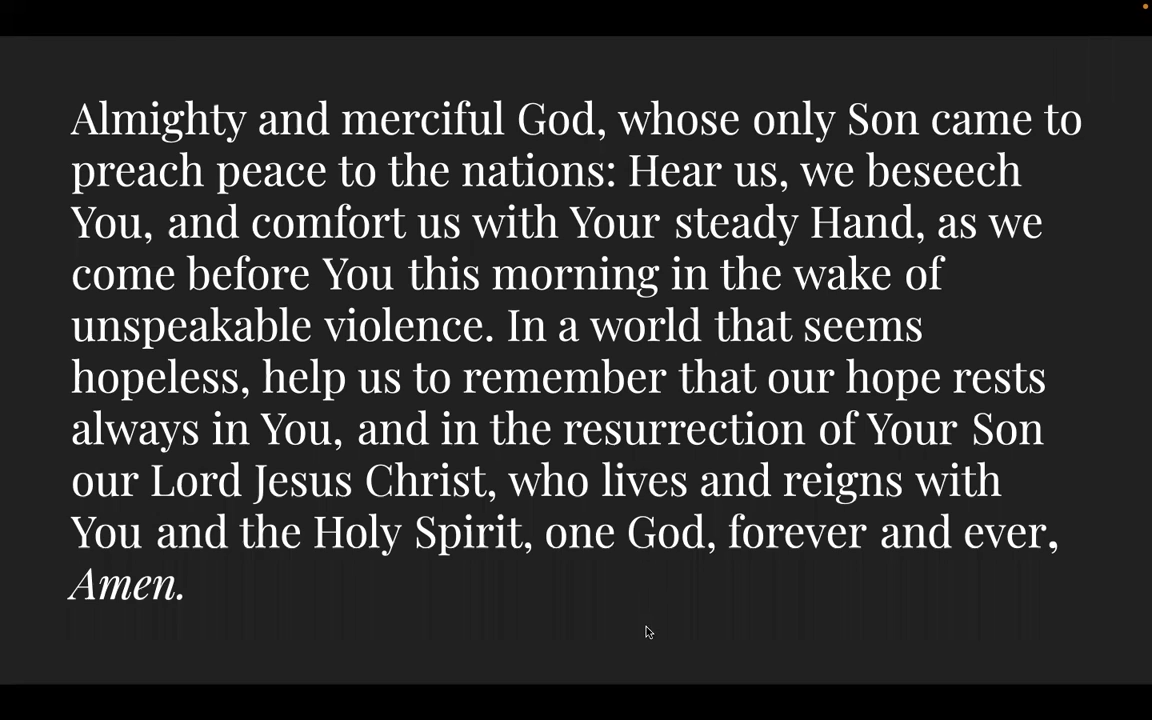 Almighty and merciful God, whose only Son came to
preach peace to the nations: Hear us, we beseech
You, and comfort us with Your steady Hand, as we
come before You this morning in the wake of
unspeakable violence. In a world that seems
hopeless, help us to remember that our hope rests
always in You, and in the resurrection of Your Son
our Lord Jesus Christ, who lives and reigns with
You and the Holy Spirit, one God, forever and ever,
Amen.